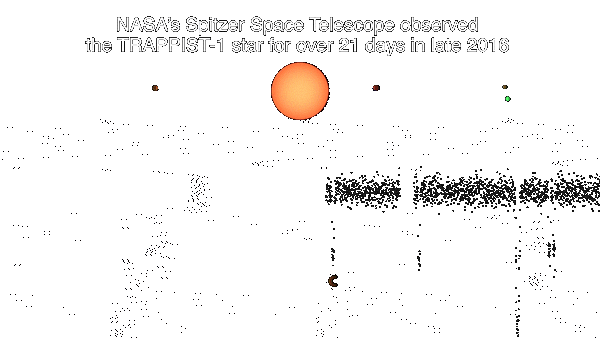 NASA's Spitzer Space Telescope observed
the TRAPPIST-1 star for over 21 days in late 2016